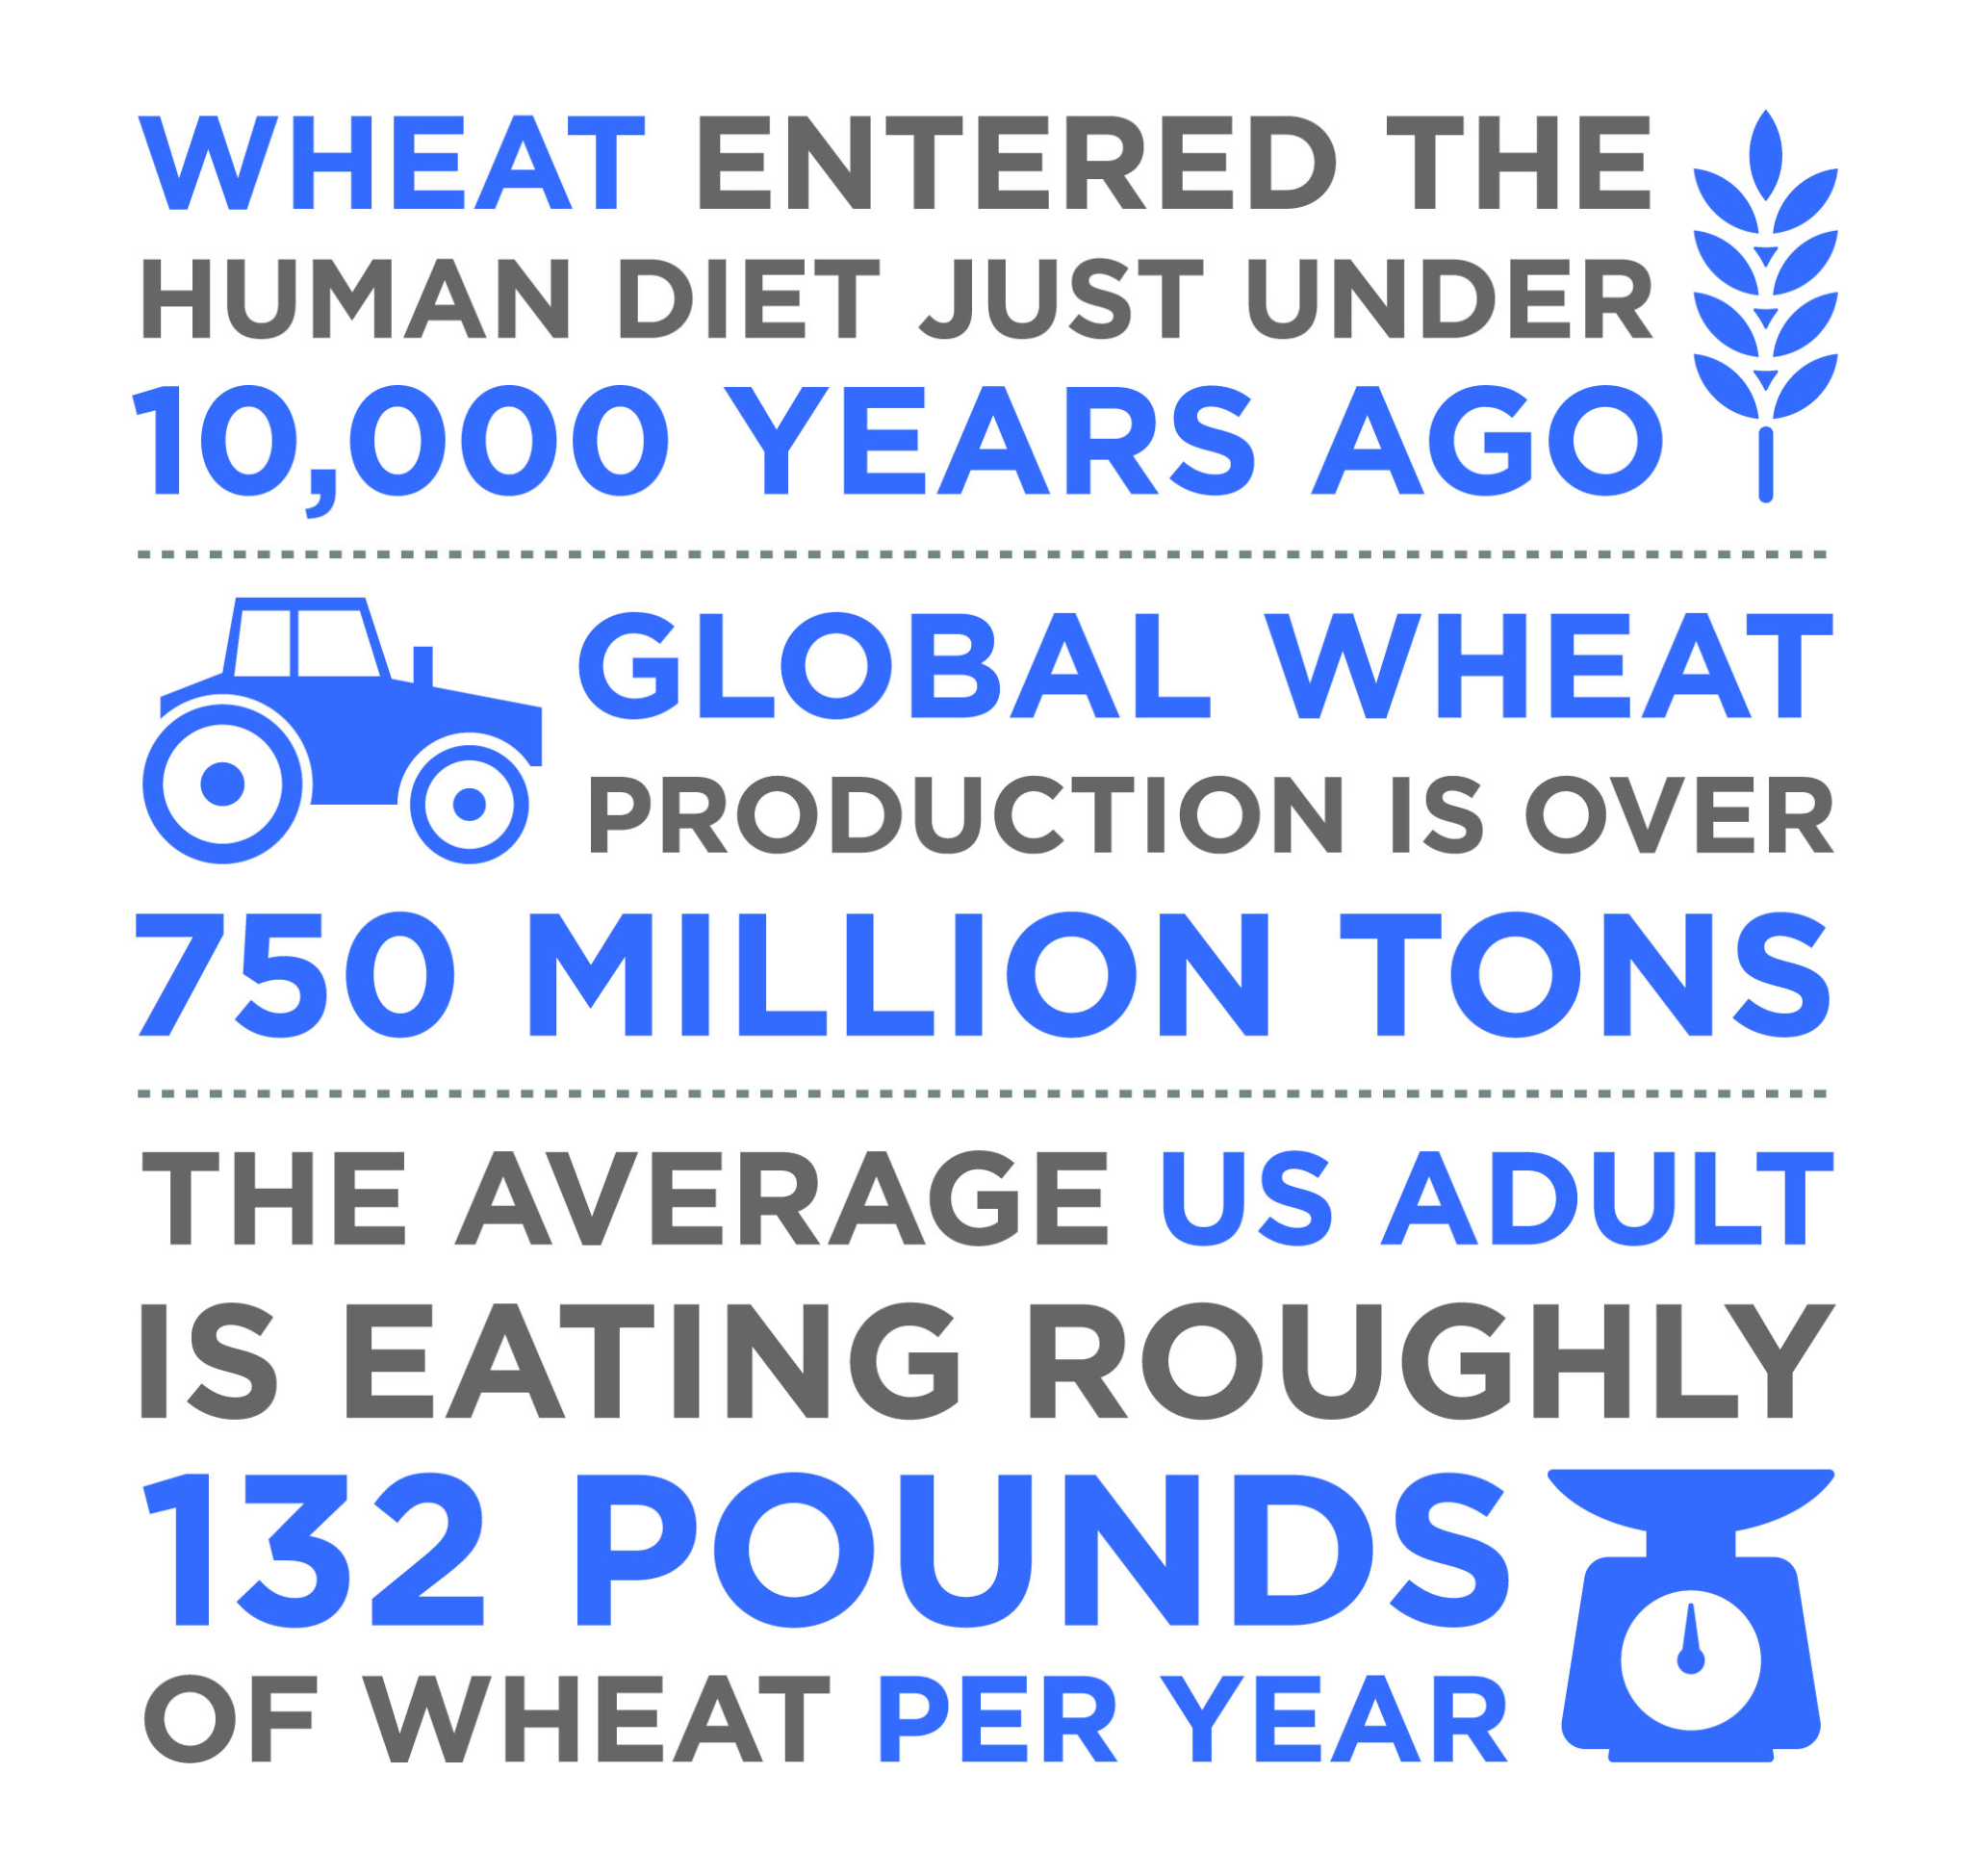 WHEAT ENTERED THE
HUMAN DIET JUST UNDER
10,000 YEARS AGO
GLOBAL WHEAT
PRODUCTION IS OVER
750 MILLION TONS
THE AVERAGE US ADULT
IS EATING ROUGHLY
132 POUNDS
OF WHEAT PER YEAR